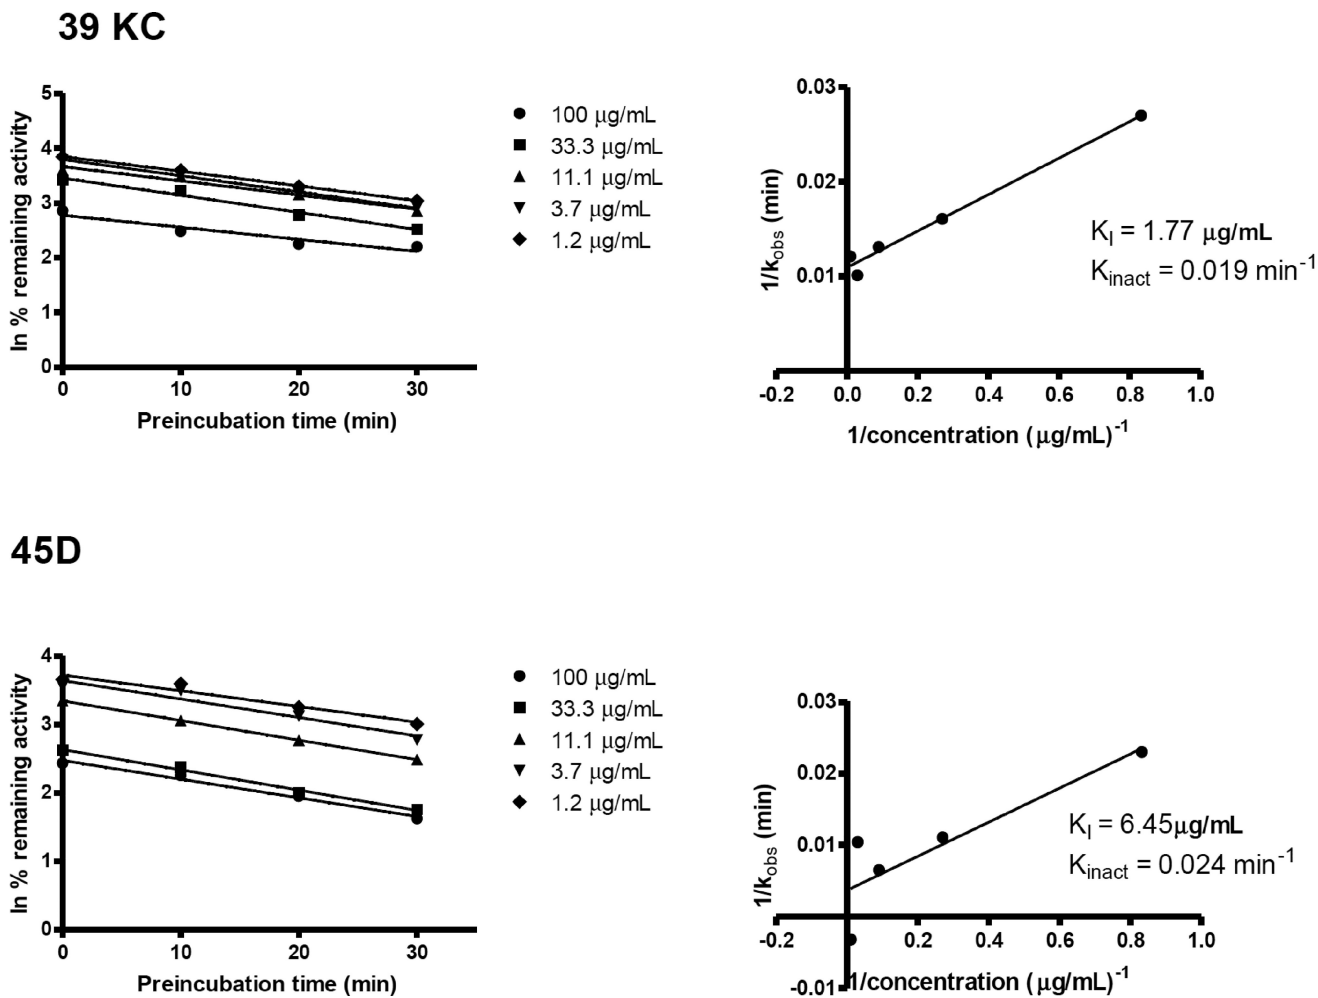 39 KC
5
4
3
2
1
0
0 10 20 30
ln % remaining activity
Preincubation time (min)
100 μg/mL
33.3 μg/mL
11.1 μg/mL
3.7 μg/mL
1.2 μg/mL
0.03
0.02
0.01
-0.2 0.0 0.2 0.4 0.6 0.8 1.0
1/kobs (min)
1/concentration (μg/mL)-1
KI = 1.77 μg/mL
Kinact = 0.019 min-1
45D
4
3
2
1
0
0 10 20 30
ln % remaining activity
Preincubation time (min)
100 μg/mL
33.3 μg/mL
11.1 μg/mL
3.7 μg/mL
1.2 μg/mL
0.03
0.02
0.01
-0.01
-0.2 0.2 0.4 0.6 0.8 1.0
1/kobs (min)
1/concentration (μg/mL)-1
KI = 6.45μg/mL
Kinact = 0.024 min-1